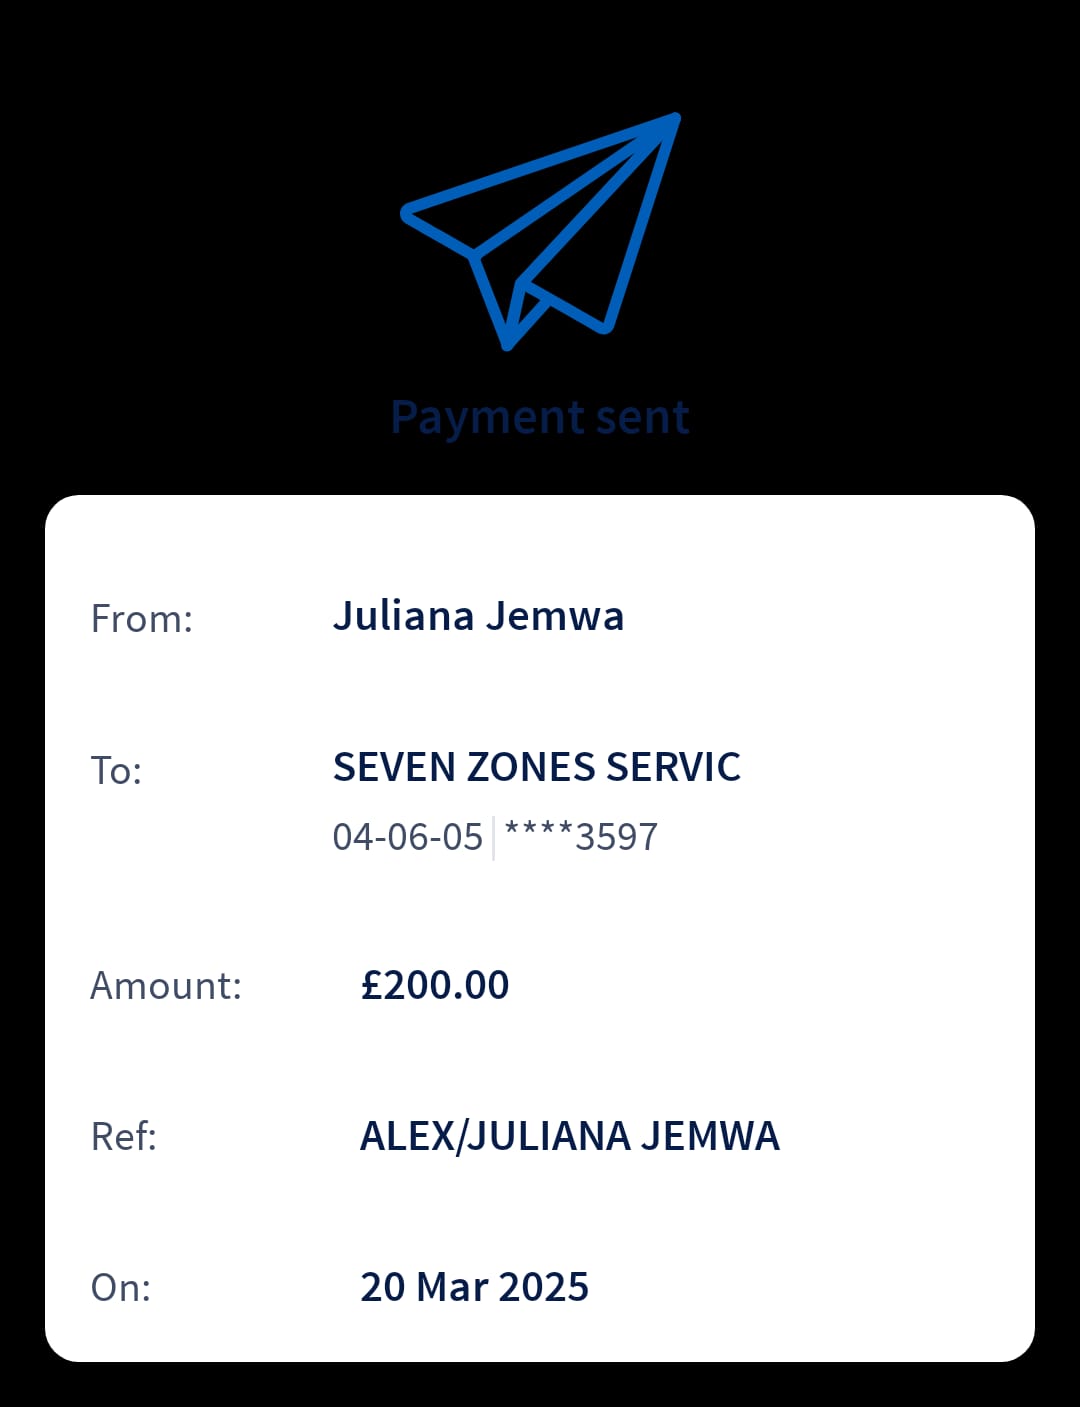 Payment sent
From: Juliana Jemwa
To: SEVEN ZONES SERVIC
04-06-05 ****3597
Amount: £200.00
Ref: ALEX/JULIANA JEMWA
On: 20 Mar 2025